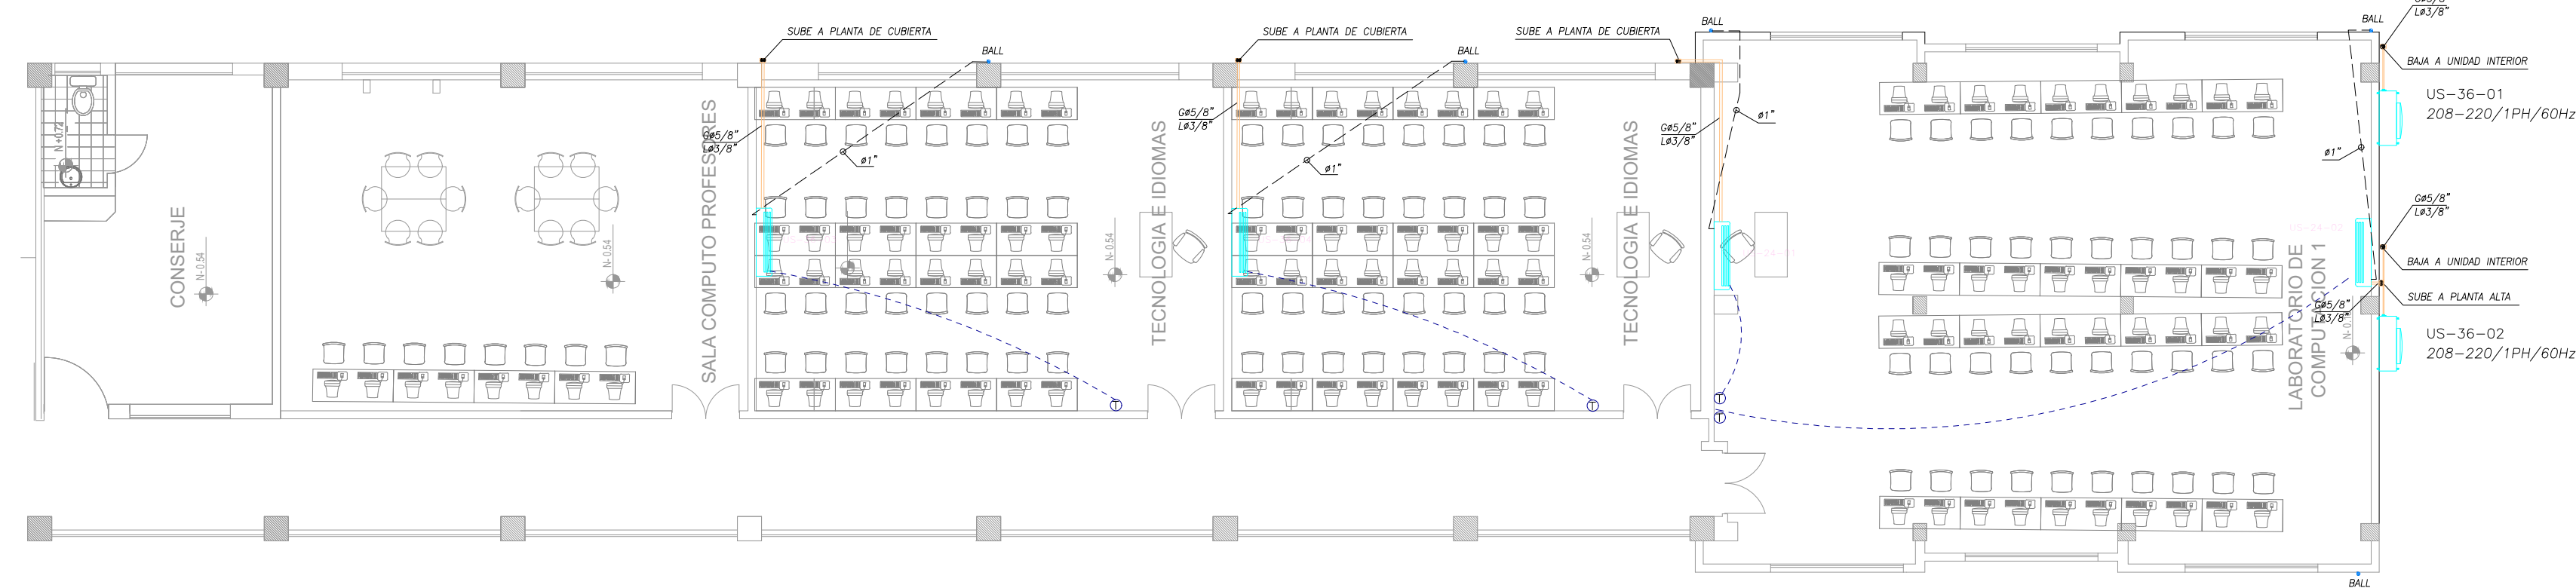 SUBE A PLANTA DE CUBIERTA
BALL
SUBE A PLANTA DE CUBIERTA
BALL
SUBE A PLANTA DE CUBIERTA
BALL
BALL
LØ3/8"
BAJA A UNIDAD INTERIOR
US-36-01
208-220/1PH/60Hz
GØ5/8"
LØ3/8"
Ø1"
GØ5/8"
LØ3/8"
Ø1"
GØ5/8"
LØ3/8"
Ø1"
Ø1"
GØ5/8"
LØ3/8"
BAJA A UNIDAD INTERIOR
SUBE A PLANTA ALTA
GØ5/8"
LØ3/8"
US-36-02
208-220/1PH/60Hz
CONSERJE
N-0.54
N-0.54
SALA COMPUTO PROFESORES
TECNOLOGIA E IDIOMAS
N-0.54
TECNOLOGIA E IDIOMAS
N-0.54
US-24-02
LABORATORIO DE
COMPUTACION 1
T
T
T
T
BALL